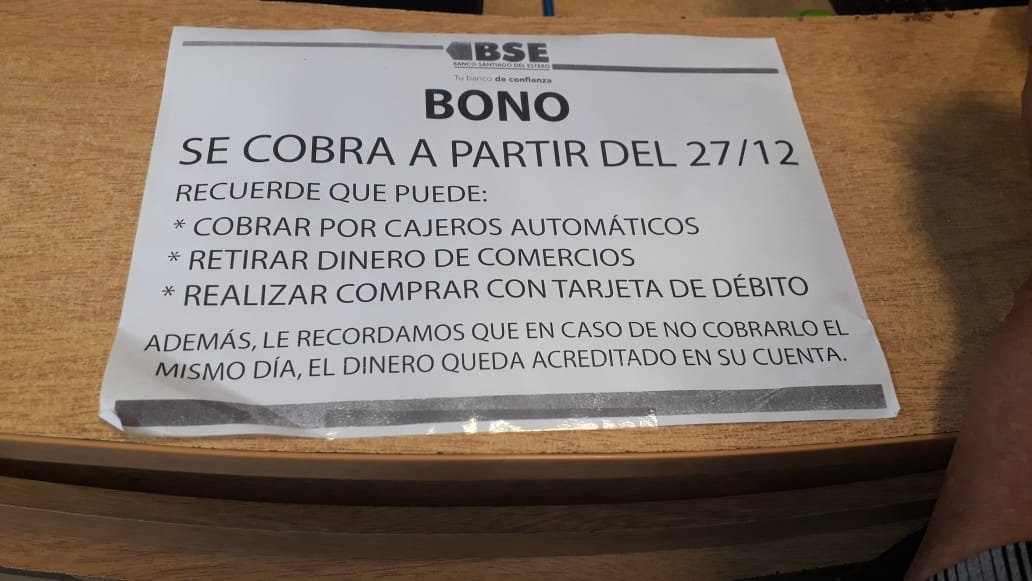 BSE
BANCO SANTIAGO DEL ESTERO
Tu banco de confianza
BONO
SE COBRA A PARTIR DEL 27/12
RECUERDE QUE PUEDE:
* COBRAR POR CAJEROS AUTOMÁTICOS
* RETIRAR DINERO DE COMERCIOS
* REALIZAR COMPRAR CON TARJETA DE DÉBITO
ADEMÁS, LE RECORDAMOS QUE EN CASO DE NO COBRARLO EL
MISMO DÍA, EL DINERO QUEDA ACREDITADO EN SU CUENTA.